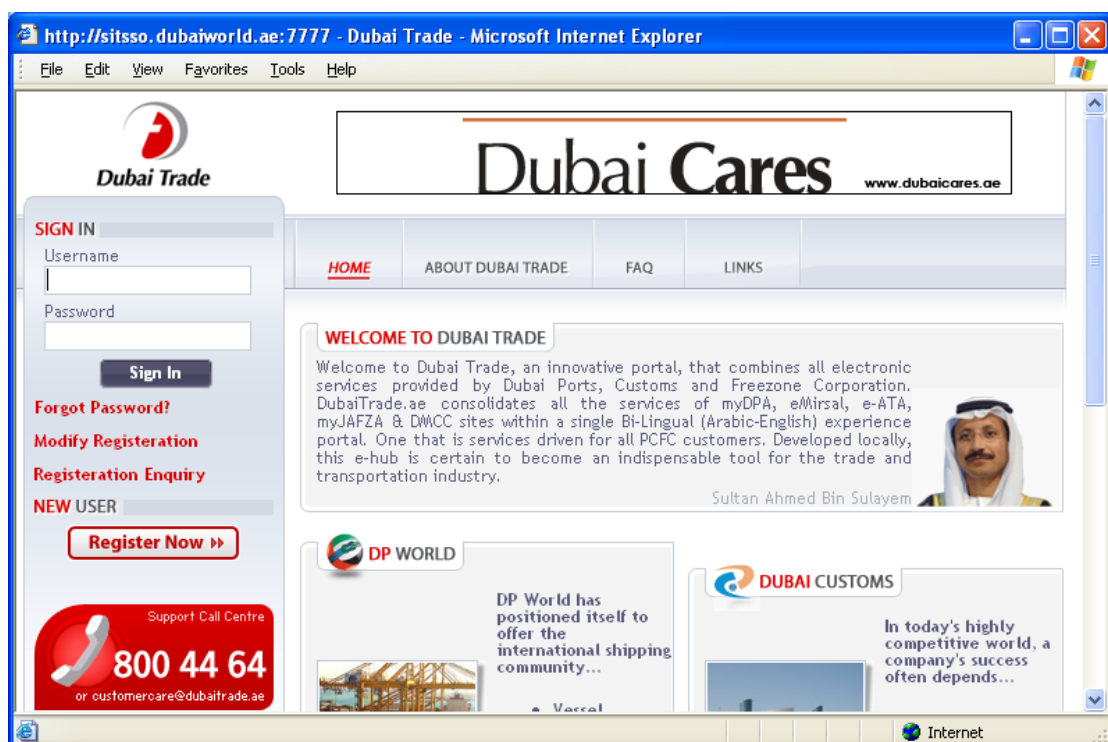 http://sitsso.dubaiworld.ae:7777 - Dubai Trade - Microsoft Internet Explorer
File Edit View Favorites Tools Help
Dubai Trade
Dubai Cares www.dubaicares.ae
SIGN IN
Username
Password
Sign In
Forgot Password?
Modify Registeration
Registeration Enquiry
NEW USER
Register Now
Support Call Centre
800 44 64
or customercare@dubaitrade.ae
HOME ABOUT DUBAI TRADE FAQ LINKS
WELCOME TO DUBAI TRADE
Welcome to Dubai Trade, an innovative portal, that combines all electronic
services provided by Dubai Ports, Customs and Freezone Corporation.
DubaiTrade.ae consolidates all the services of myDPA, eMirsal, e-ATA,
myJAFZA & DMCC sites within a single Bi-Lingual (Arabic-English) experience
portal. One that is services driven for all PCFC customers. Developed locally,
this e-hub is certain to become an indispensable tool for the trade and
transportation industry.
Sultan Ahmed Bin Sulayem
DP WORLD
DP World has
positioned itself to
offer the
international shipping
community...
• Vessel
DUBAI CUSTOMS
In today's highly
competitive world, a
company's success
often depends...
Internet